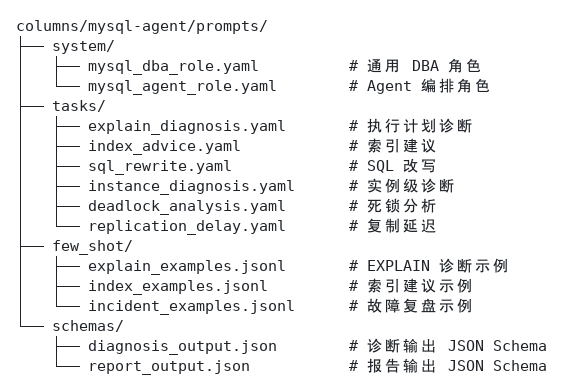 columns/mysql-agent/prompts/
├── system/
│   ├── mysql_dba_role.yaml          # 通用 DBA 角色
│   └── mysql_agent_role.yaml        # Agent 编排角色
├── tasks/
│   ├── explain_diagnosis.yaml       # 执行计划诊断
│   ├── index_advice.yaml            # 索引建议
│   ├── sql_rewrite.yaml             # SQL 改写
│   ├── instance_diagnosis.yaml      # 实例级诊断
│   ├── deadlock_analysis.yaml       # 死锁分析
│   └── replication_delay.yaml       # 复制延迟
├── few_shot/
│   ├── explain_examples.jsonl       # EXPLAIN 诊断示例
│   ├── index_examples.jsonl         # 索引建议示例
│   └── incident_examples.jsonl      # 故障复盘示例
└── schemas/
    ├── diagnosis_output.json        # 诊断输出 JSON Schema
    └── report_output.json           # 报告输出 JSON Schema